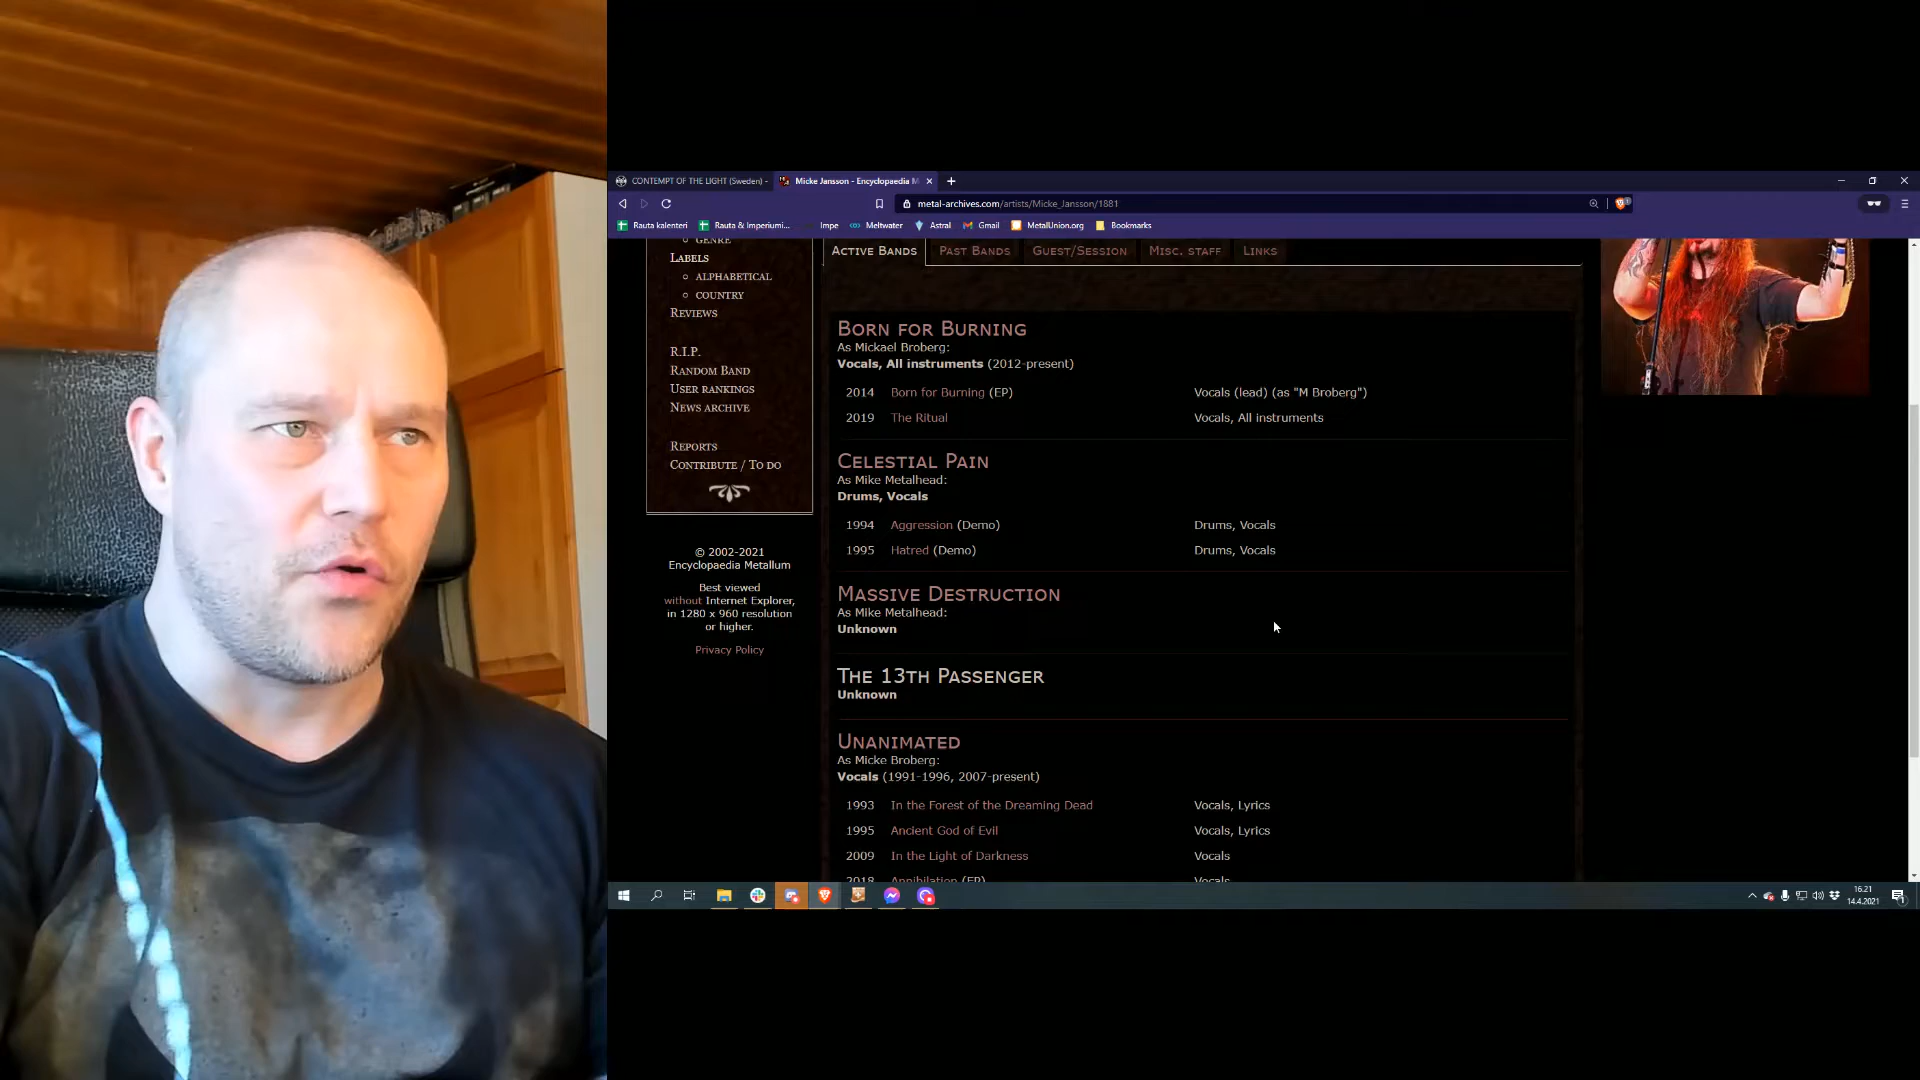 CONTEMPT OF THE LIGHT (Sweden) -
Micke Jansson - Encyclopaedia M
metal-archives.com/artists/Micke_Jansson/1881
Rauta kalenteri
Rauta & Imperiumi...
Impe
Meltwater
Astral
Gmail
MetalUnion.org
Bookmarks
GENRE
LABELS
ALPHABETICAL
COUNTRY
REVIEWS
R.I.P.
RANDOM BAND
USER RANKINGS
NEWS ARCHIVE
REPORTS
CONTRIBUTE / TO DO
© 2002-2021
Encyclopaedia Metallum
Best viewed
without Internet Explorer,
in 1280 x 960 resolution
or higher.
Privacy Policy
ACTIVE BANDS
PAST BANDS
GUEST/SESSION
MISC. STAFF
LINKS
BORN FOR BURNING
As Mickael Broberg:
Vocals, All instruments (2012-present)
2014 Born for Burning (EP) Vocals (lead) (as "M Broberg")
2019 The Ritual Vocals, All instruments
CELESTIAL PAIN
As Mike Metalhead:
Drums, Vocals
1994 Aggression (Demo) Drums, Vocals
1995 Hatred (Demo) Drums, Vocals
MASSIVE DESTRUCTION
As Mike Metalhead:
Unknown
THE 13TH PASSENGER
Unknown
UNANIMATED
As Micke Broberg:
Vocals (1991-1996, 2007-present)
1993 In the Forest of the Dreaming Dead Vocals, Lyrics
1995 Ancient God of Evil Vocals, Lyrics
2009 In the Light of Darkness Vocals
2018 Annihilation (EP) Vocals
16.21
14.4.2021